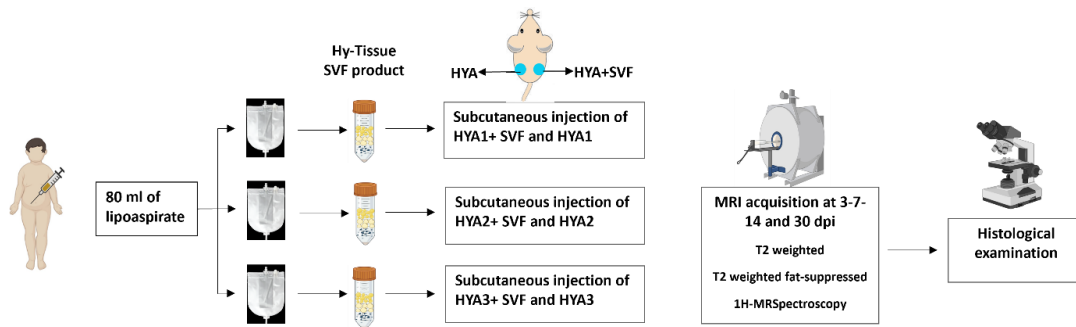 Hy-Tissue
SVF product
HYA
HYA+SVF
80 ml of
lipoaspirate
Subcutaneous injection of
HYA1+ SVF and HYA1
Subcutaneous injection of
HYA2+ SVF and HYA2
Subcutaneous injection of
HYA3+ SVF and HYA3
MRI acquisition at 3-7-
14 and 30 dpi
T2 weighted
T2 weighted fat-suppressed
1H-MRSpectroscopy
Histological
examination